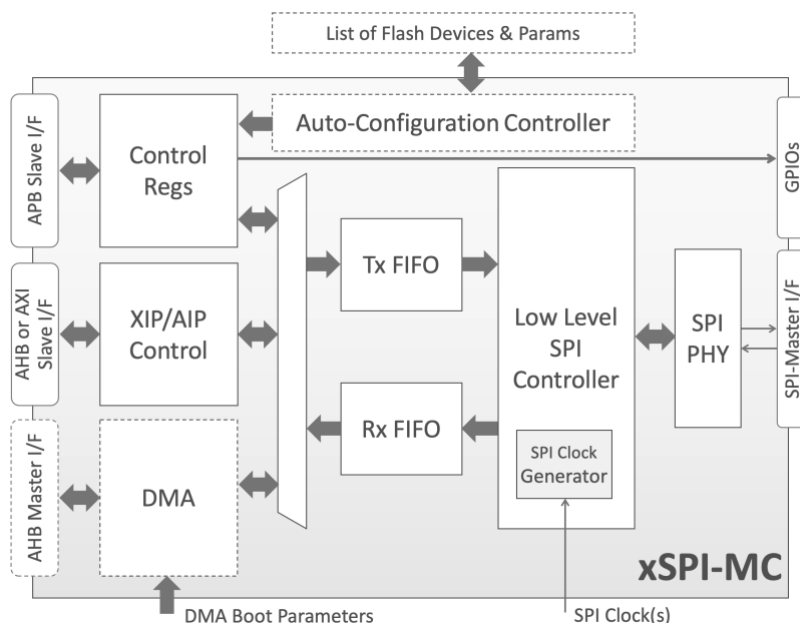 List of Flash Devices & Params
Auto-Configuration Controller
APB Slave I/F
Control
Regs
GPIOs
Tx FIFO
AHB or AXI
Slave I/F
XIP/AIP
Control
Low Level
SPI
Controller
SPI
PHY
SPI-Master I/F
Rx FIFO
AHB Master I/F
DMA
SPI Clock
Generator
xSPI-MC
DMA Boot Parameters
SPI Clock(s)